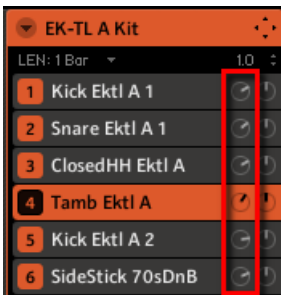 EK-TL A Kit
LEN: 1 Bar 1.0
1 Kick Ektl A 1
2 Snare Ektl A 1
3 ClosedHH Ektl A
4 Tamb Ektl A
5 Kick Ektl A 2
6 SideStick 70sDnB